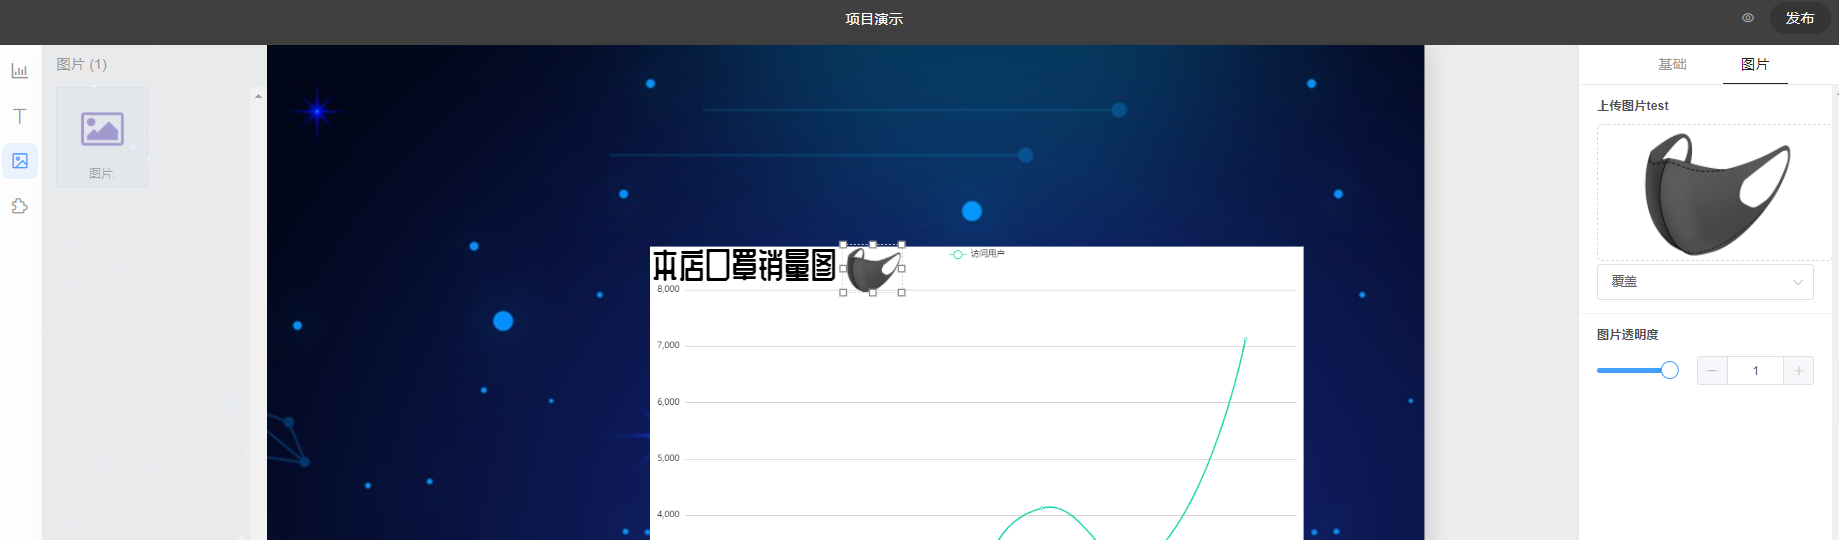 项目演示
发布
图片 (1)
图片.
基础
图片
上传图片test
覆盖
图片透明度
1
本店口罩销量图
访问用户
8,000
7,000
6,000
5,000
4,000